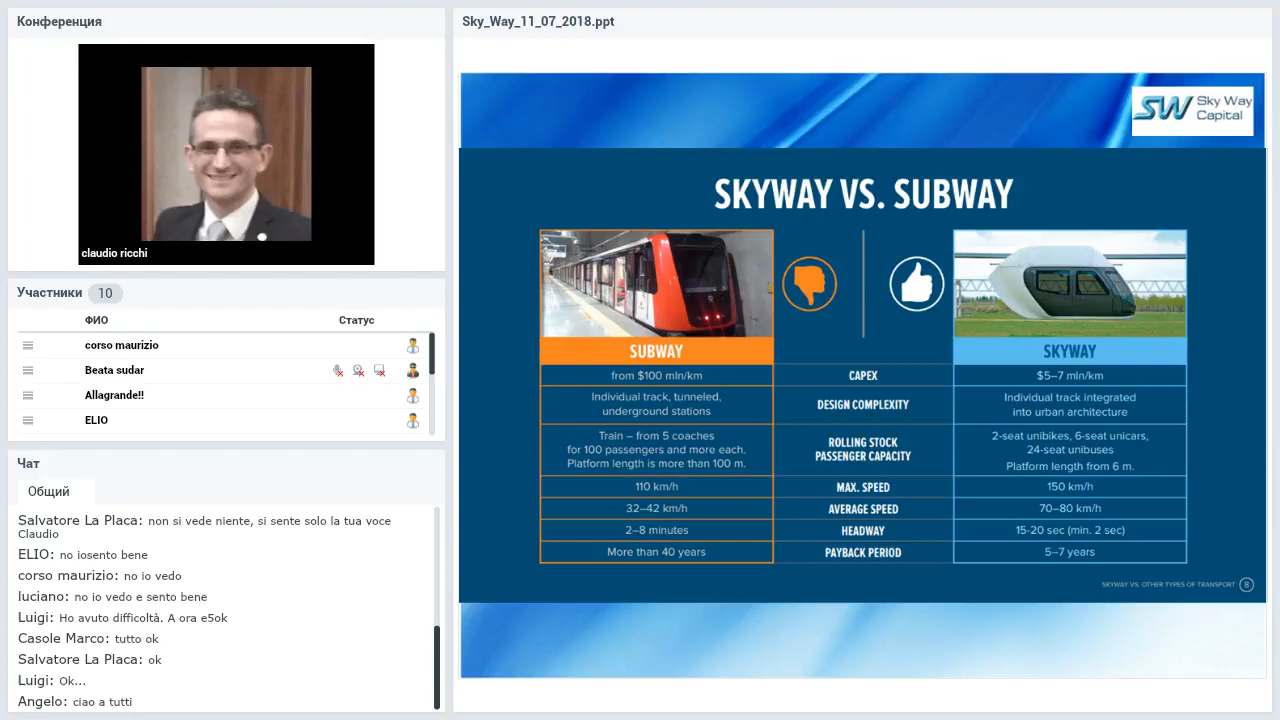 Конференция
claudio ricchi
Участники 10
ФИО Статус
corso maurizio
Beata sudar
Allagrande!!
ELIO
Чат
Общий
Salvatore La Placa: non si vede niente, si sente solo la tua voce
Claudio
ELIO: no iosento bene
corso maurizio: no io vedo
luciano: no io vedo e sento bene
Luigi: Ho avuto difficoltá. A ora e5ok
Casole Marco: tutto ok
Salvatore La Placa: ok
Luigi: Ok...
Angelo: ciao a tutti
Sky_Way_11_07_2018.ppt
SW Sky Way
Capital
SKYWAY VS. SUBWAY
SUBWAY SKYWAY
from $100 mln/km CAPEX $5–7 mln/km
Individual track, tunneled,
underground stations
DESIGN COMPLEXITY
Individual track integrated
into urban architecture
Train – from 5 coaches
for 100 passengers and more each.
Platform length is more than 100 m.
ROLLING STOCK
PASSENGER CAPACITY
2-seat unibikes, 6-seat unicars,
24-seat unibuses
Platform length from 6 m.
110 km/h MAX. SPEED 150 km/h
32–42 km/h AVERAGE SPEED 70–80 km/h
2–8 minutes HEADWAY 15-20 sec (min. 2 sec)
More than 40 years PAYBACK PERIOD 5–7 years
SKYWAY VS. OTHER TYPES OF TRANSPORT 8